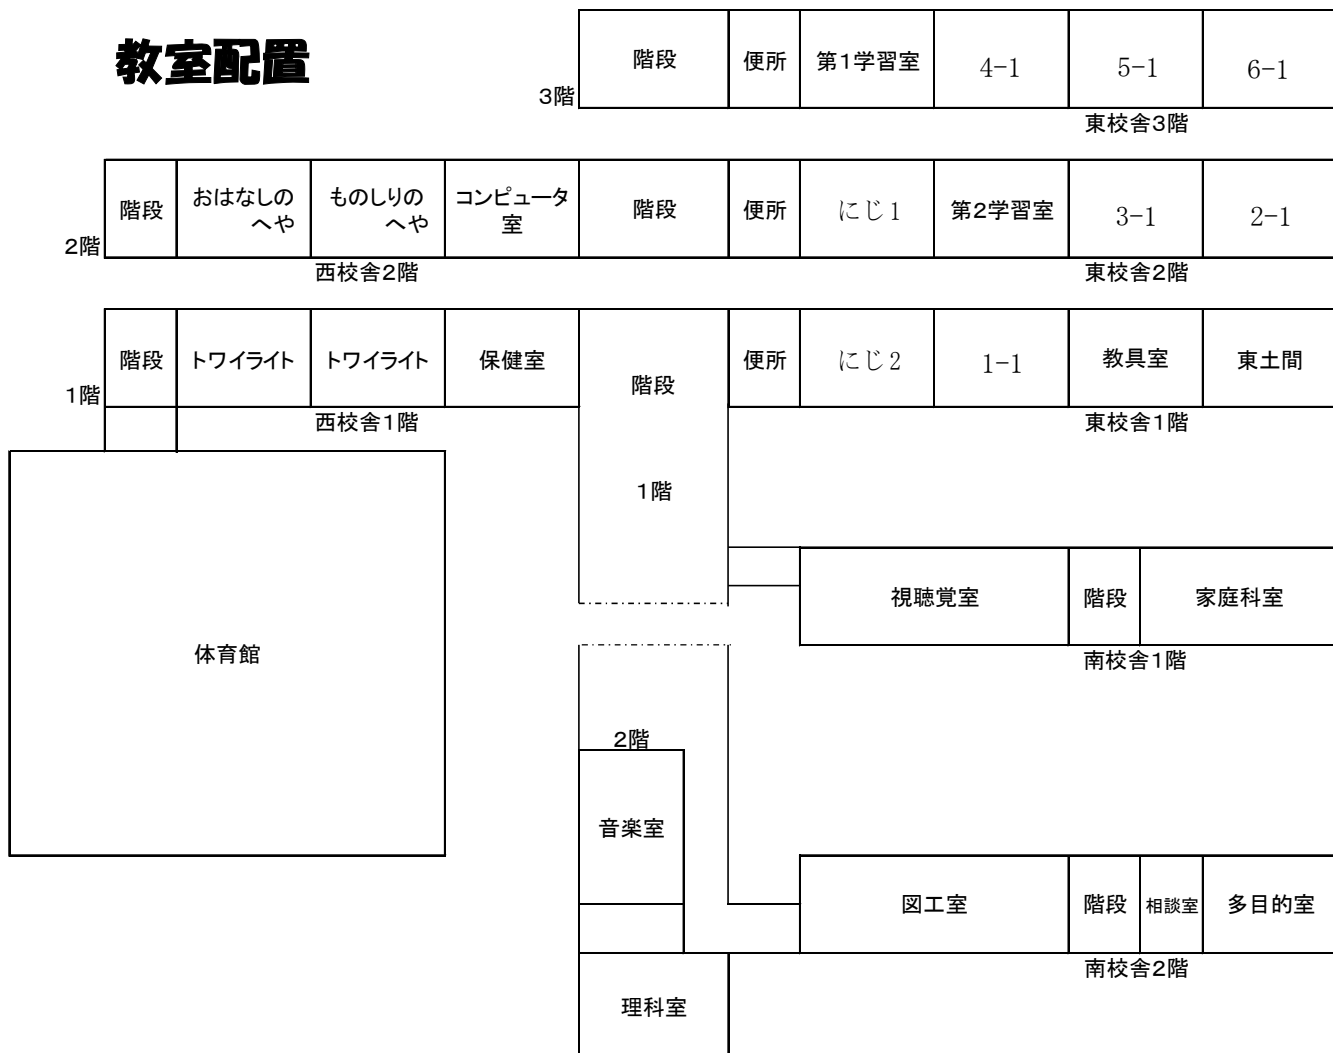 教室配置
階段 便所 第1学習室 4-1 5-1 6-1
3階
東校舎3階
階段 おはなしの ものしりの コンピュータ 階段 便所 にじ1 第2学習室 3-1 2-1
へや へや 室
2階
西校舎2階 東校舎2階
階段 トワイライト トワイライト 保健室 階段 便所 にじ2 1-1 教具室 東土間
1階
西校舎1階 東校舎1階
1階
視聴覚室 階段 家庭科室
体育館
南校舎1階
2階
音楽室
図工室 階段 相談室 多目的室
南校舎2階
理科室